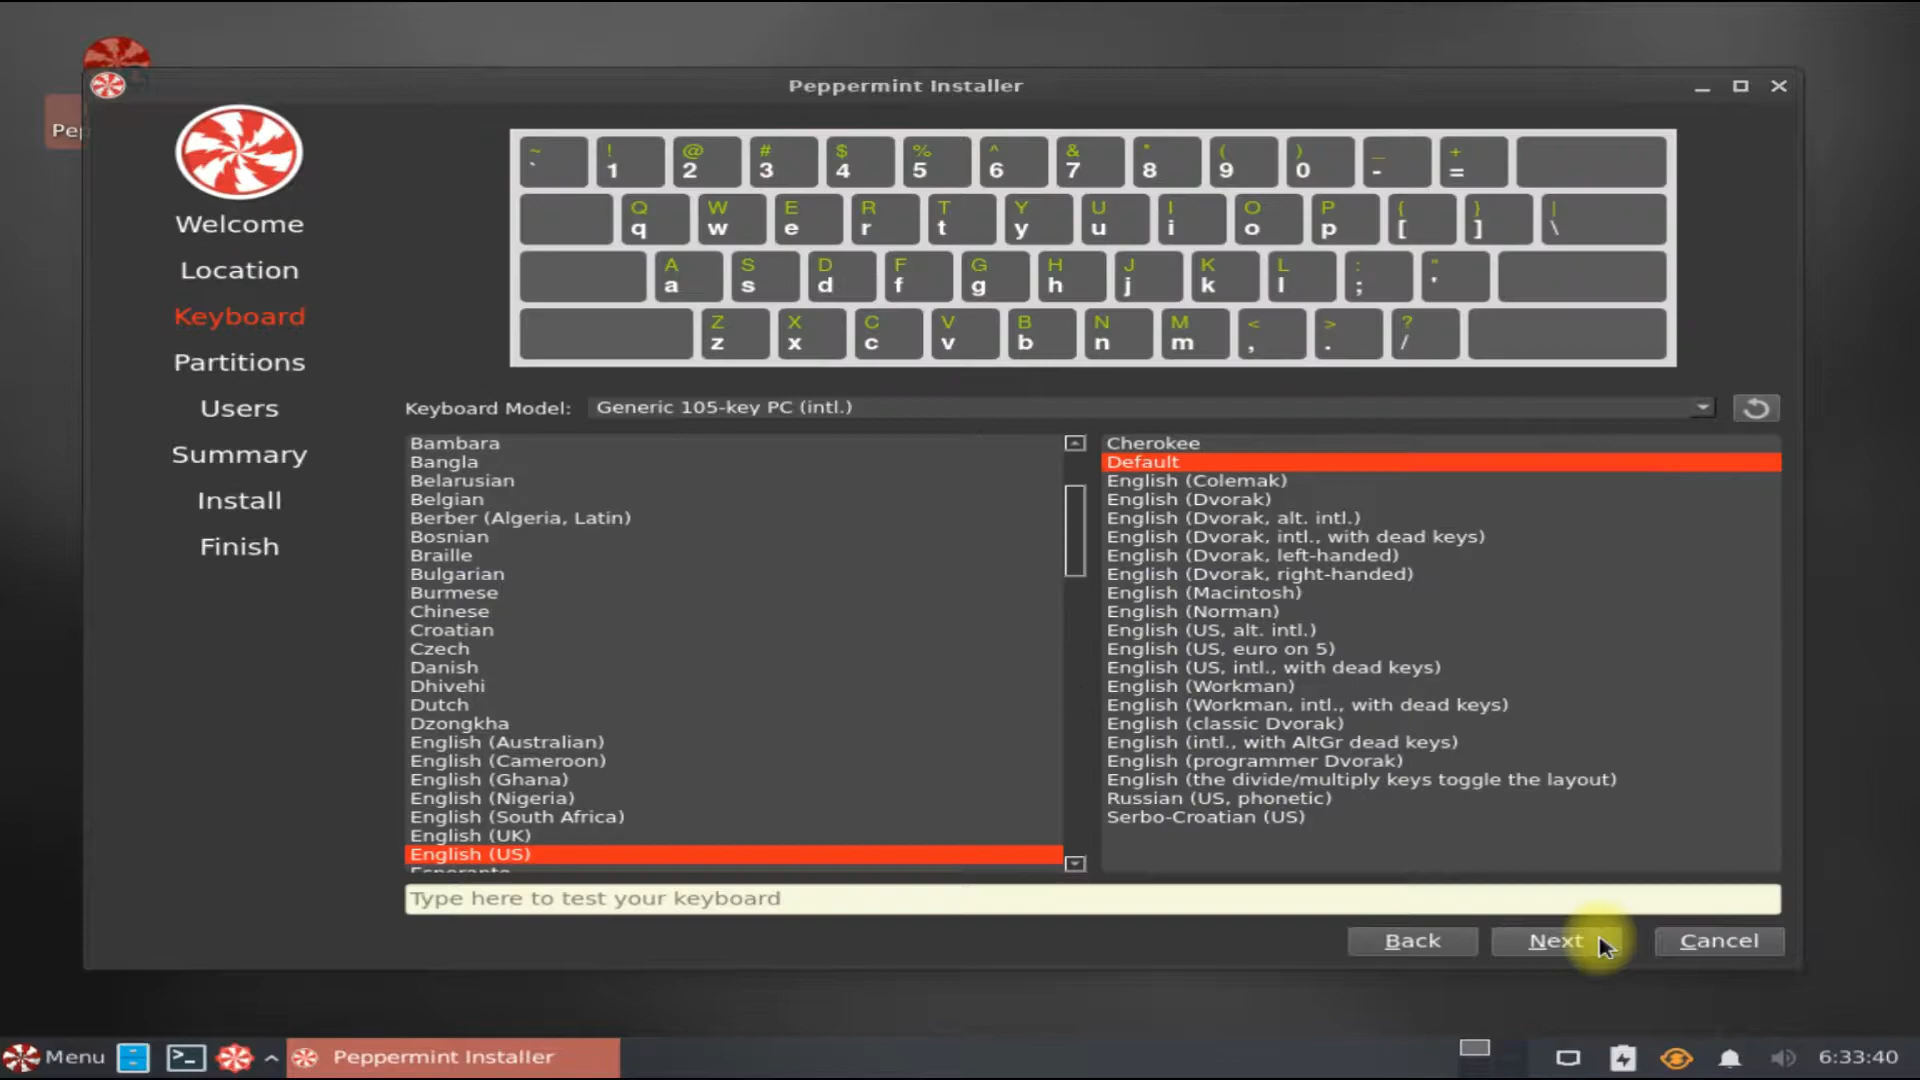 Pep
Peppermint Installer
Welcome
Location
Keyboard
Partitions
Users
Summary
Install
Finish
~ ! @ # $ % ^ & * ( ) _ +
` 1 2 3 4 5 6 7 8 9 0 - =
Q W E R T Y U I O P { } |
q w e r t y u i o p [ ] \
A S D F G H J K L : "
a s d f g h j k l ; '
Z X C V B N M < > ?
z x c v b n m , . /
Keyboard Model: Generic 105-key PC (intl.)
Bambara
Bangla
Belarusian
Belgian
Berber (Algeria, Latin)
Bosnian
Braille
Bulgarian
Burmese
Chinese
Croatian
Czech
Danish
Dhivehi
Dutch
Dzongkha
English (Australian)
English (Cameroon)
English (Ghana)
English (Nigeria)
English (South Africa)
English (UK)
English (US)
Esperanto
Cherokee
Default
English (Colemak)
English (Dvorak)
English (Dvorak, alt. intl.)
English (Dvorak, intl., with dead keys)
English (Dvorak, left-handed)
English (Dvorak, right-handed)
English (Macintosh)
English (Norman)
English (US, alt. intl.)
English (US, euro on 5)
English (US, intl., with dead keys)
English (Workman)
English (Workman, intl., with dead keys)
English (classic Dvorak)
English (intl., with AltGr dead keys)
English (programmer Dvorak)
English (the divide/multiply keys toggle the layout)
Russian (US, phonetic)
Serbo-Croatian (US)
Type here to test your keyboard
Back Next Cancel
Menu Peppermint Installer 6:33:40